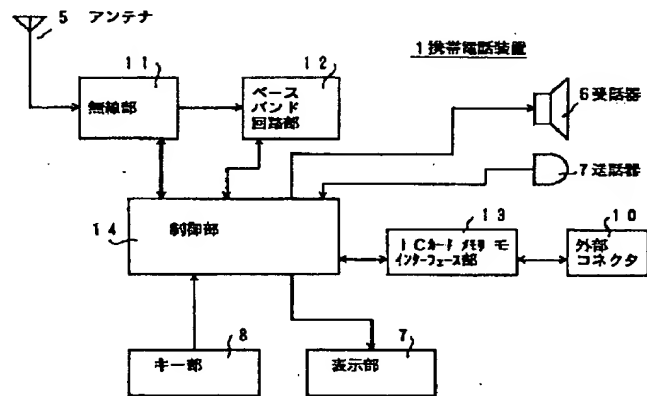 5 アンテナ
1携帯電話装置
11
無線部
12
ベース
バンド
回路部
6受話器
7送話器
14
制御部
13
ICカード メモリ モ
インターフェース部
10
外部
コネクタ
8
キー部
7
表示部